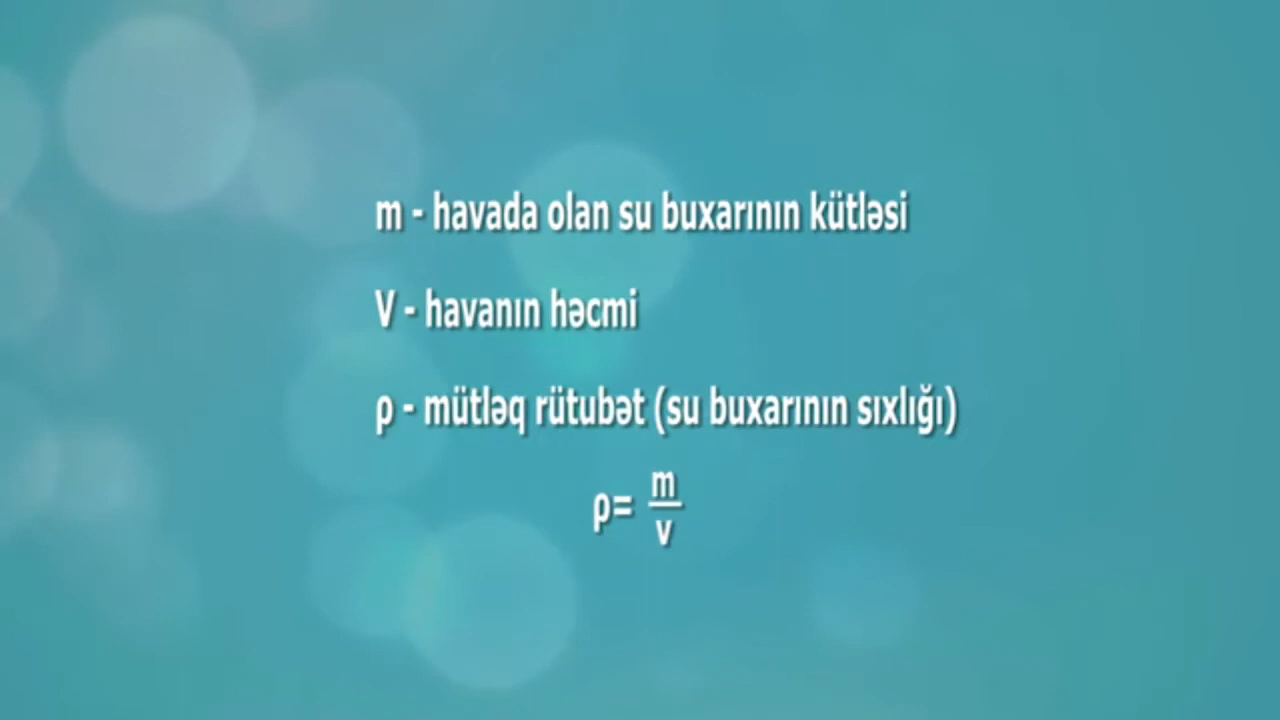 m - havada olan su buxarının kütləsi
V - havanın həcmi
ρ - mütləq rütubət (su buxarının sıxlığı)
ρ= m/v